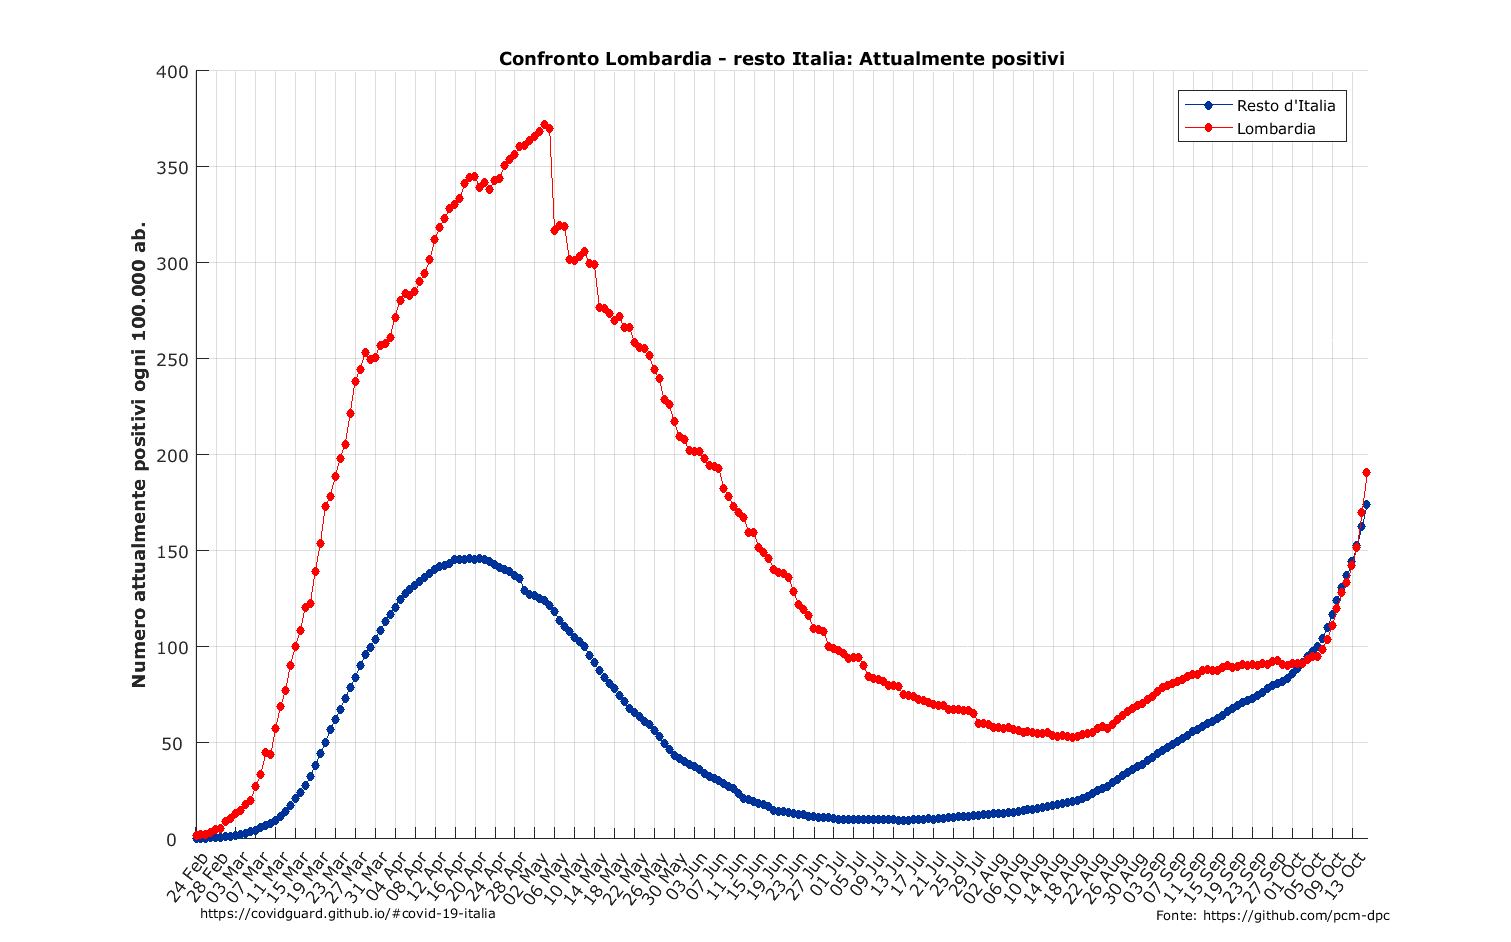 Confronto Lombardia - resto Italia: Attualmente positivi
Resto d'Italia
Lombardia
Numero attualmente positivi ogni 100.000 ab.
400
350
300
250
200
150
100
50
0
24 Feb
28 Feb
03 Mar
07 Mar
11 Mar
15 Mar
19 Mar
23 Mar
27 Mar
31 Mar
04 Apr
08 Apr
12 Apr
16 Apr
20 Apr
24 Apr
28 Apr
02 May
06 May
10 May
14 May
18 May
22 May
26 May
30 May
03 Jun
07 Jun
11 Jun
15 Jun
19 Jun
23 Jun
27 Jun
01 Jul
05 Jul
09 Jul
13 Jul
17 Jul
21 Jul
25 Jul
29 Jul
02 Aug
06 Aug
10 Aug
14 Aug
18 Aug
22 Aug
26 Aug
30 Aug
03 Sep
07 Sep
11 Sep
15 Sep
19 Sep
23 Sep
27 Sep
01 Oct
05 Oct
09 Oct
13 Oct
https://covidguard.github.io/#covid-19-italia
Fonte: https://github.com/pcm-dpc